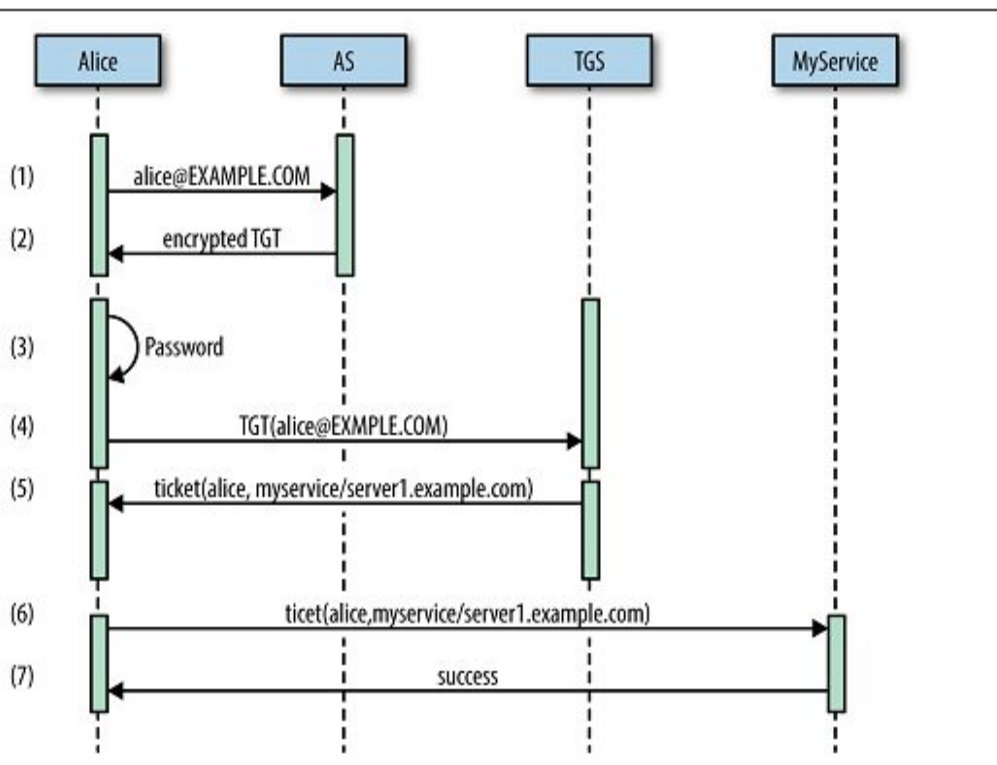 Alice AS TGS MyService
(1) alice@EXAMPLE.COM
(2) encrypted TGT
(3) Password
(4) TGT(alice@EXMPLE.COM)
(5) ticket(alice, myservice/server1.example.com)
(6) ticet(alice,myservice/server1.example.com)
(7) success